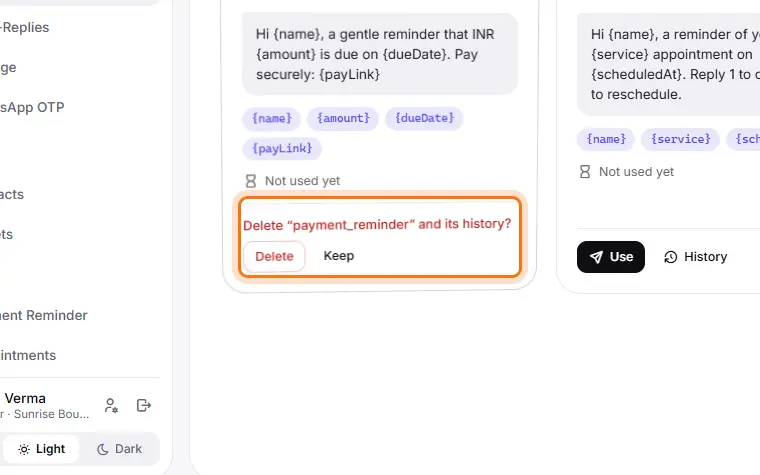 -Replies
ge
sApp OTP
acts
ets
ent Reminder
intments
Verma
r · Sunrise Bou...
Light
Dark
Hi {name}, a gentle reminder that INR
{amount} is due on {dueDate}. Pay
securely: {payLink}
{name}
{amount}
{dueDate}
{payLink}
Not used yet
Delete “payment_reminder” and its history?
Delete
Keep
Hi {name}, a reminder of yo
{service} appointment on
{scheduledAt}. Reply 1 to c
to reschedule.
{name}
{service}
{sch
Not used yet
Use
History